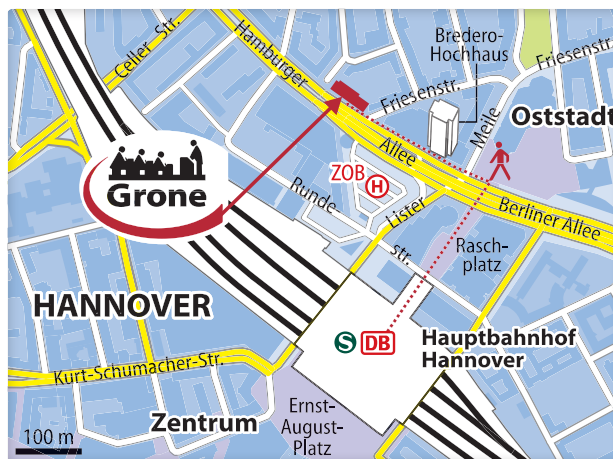 Celler Str.
Hamburger
Allee
Bredero-
Hochhaus
Friesenstr.
Friesenstr.
Meile
Oststadt
Grone
ZOB H
Runde
str.
Lister
Berliner Allee
Rasch-
platz
HANNOVER
S DB
Hauptbahnhof
Hannover
Kurt-Schumacher-Str.
Zentrum
Ernst-
August-
Platz
100 m